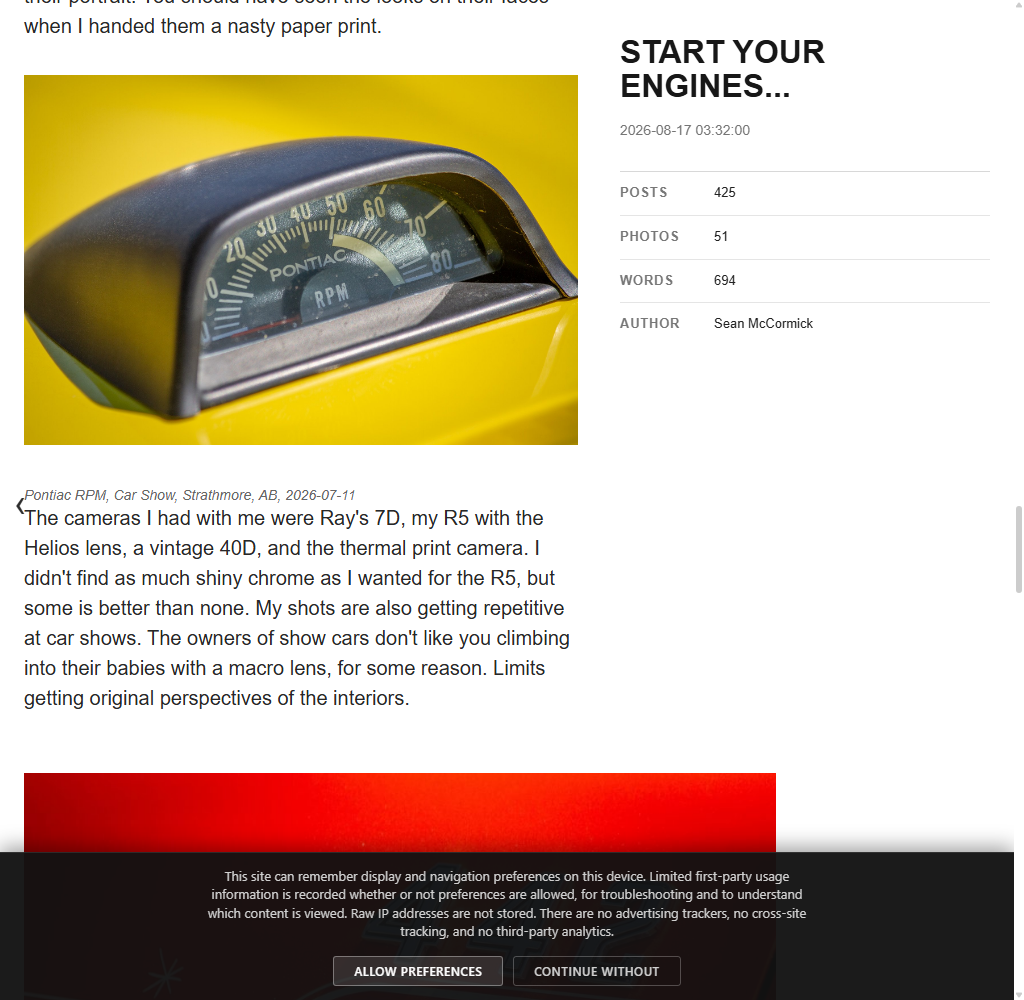 when I handed them a nasty paper print.
START YOUR
ENGINES...
2026-08-17 03:32:00
POSTS 425
PHOTOS 51
WORDS 694
AUTHOR Sean McCormick
20 30 40 50 60 70 80
PONTIAC
RPM
Pontiac RPM, Car Show, Strathmore, AB, 2026-07-11
The cameras I had with me were Ray's 7D, my R5 with the
Helios lens, a vintage 40D, and the thermal print camera. I
didn't find as much shiny chrome as I wanted for the R5, but
some is better than none. My shots are also getting repetitive
at car shows. The owners of show cars don't like you climbing
into their babies with a macro lens, for some reason. Limits
getting original perspectives of the interiors.
This site can remember display and navigation preferences on this device. Limited first-party usage
information is recorded whether or not preferences are allowed, for troubleshooting and to understand
which content is viewed. Raw IP addresses are not stored. There are no advertising trackers, no cross-site
tracking, and no third-party analytics.
ALLOW PREFERENCES
CONTINUE WITHOUT